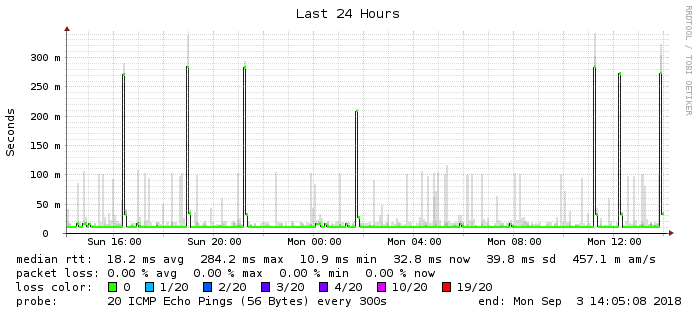 Last 24 Hours
RRDTOOL / TOBI OETIKER
Seconds
300 m
250 m
200 m
150 m
100 m
50 m
0
Sun 16:00 Sun 20:00 Mon 00:00 Mon 04:00 Mon 08:00 Mon 12:00
median rtt: 18.2 ms avg 284.2 ms max 10.9 ms min 32.8 ms now 39.8 ms sd 457.1 m am/s
packet loss: 0.00 % avg 0.00 % max 0.00 % min 0.00 % now
loss color: 0 1/20 2/20 3/20 4/20 10/20 19/20
probe: 20 ICMP Echo Pings (56 Bytes) every 300s end: Mon Sep 3 14:05:08 2018